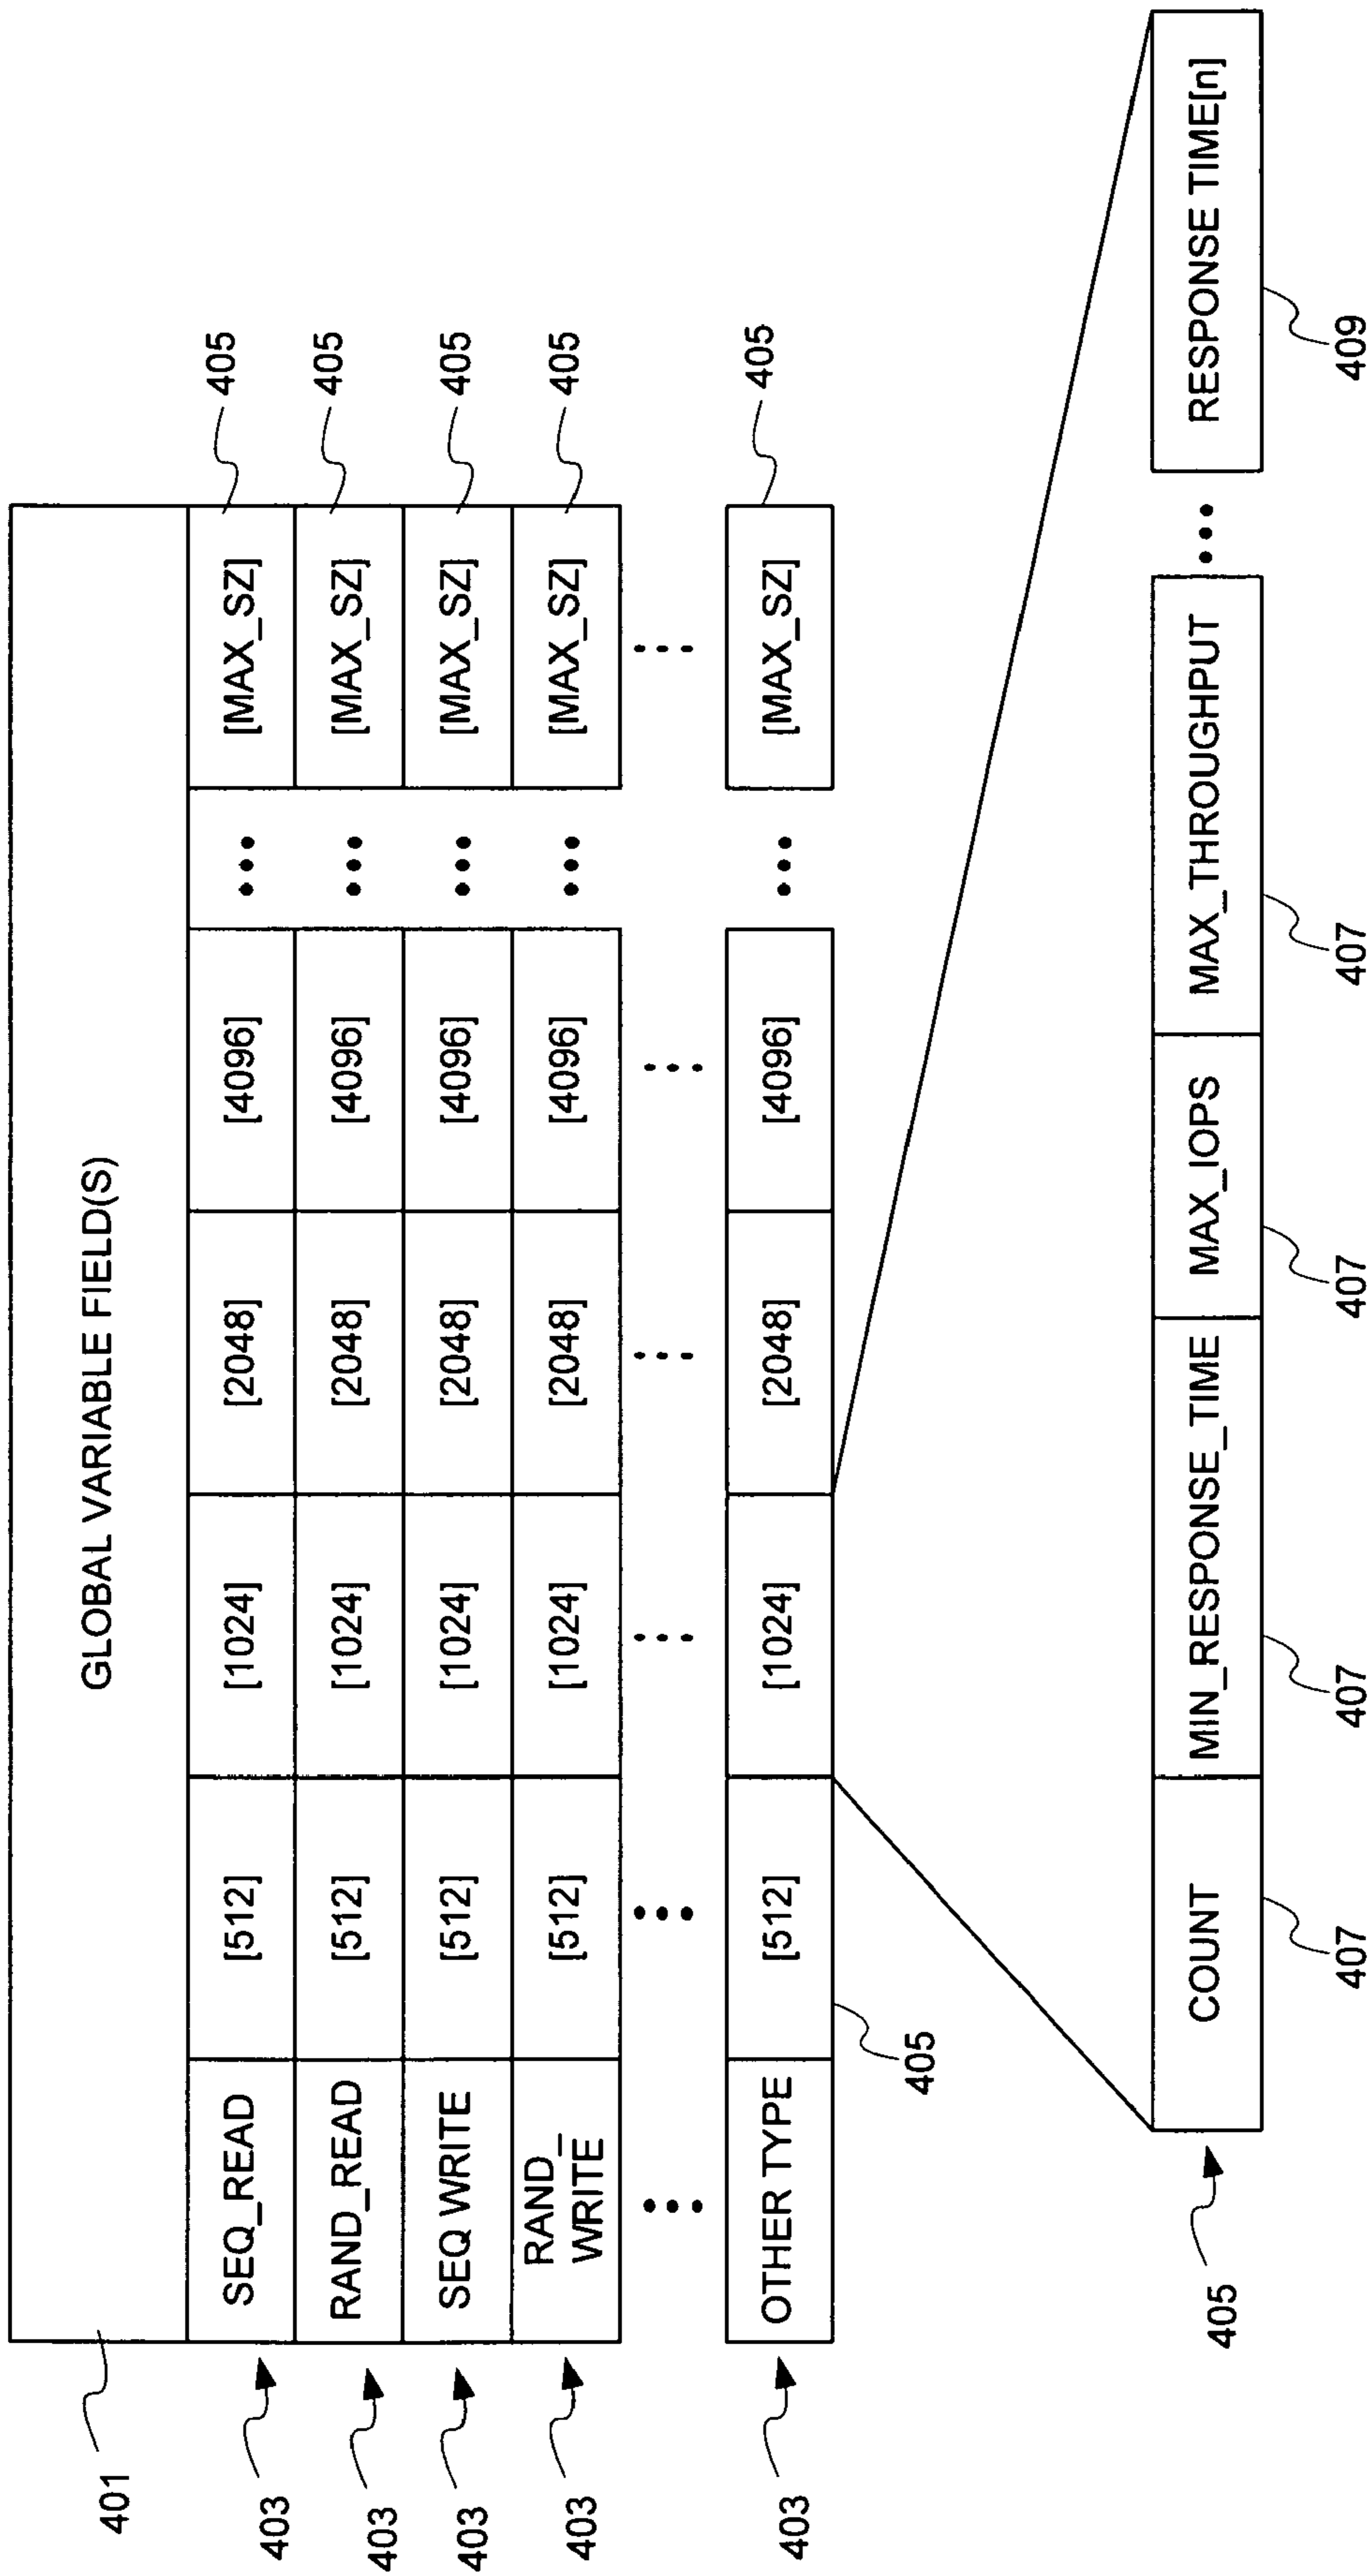 GLOBAL VARIABLE FIELD(S)
401
403 SEQ_READ [512] [1024] [2048] [4096] ••• [MAX_SZ] 405
403 RAND_READ [512] [1024] [2048] [4096] ••• [MAX_SZ] 405
403 SEQ WRITE [512] [1024] [2048] [4096] ••• [MAX_SZ] 405
403 RAND_ [512] [1024] [2048] [4096] ••• [MAX_SZ] 405
WRITE
••• ••• ••• ••• ••• •••
403 OTHER TYPE [512] [1024] [2048] [4096] ••• [MAX_SZ] 405
405
405 COUNT MIN_RESPONSE_TIME MAX_IOPS MAX_THROUGHPUT ••• RESPONSE TIME[n]
407 407 407 407 409